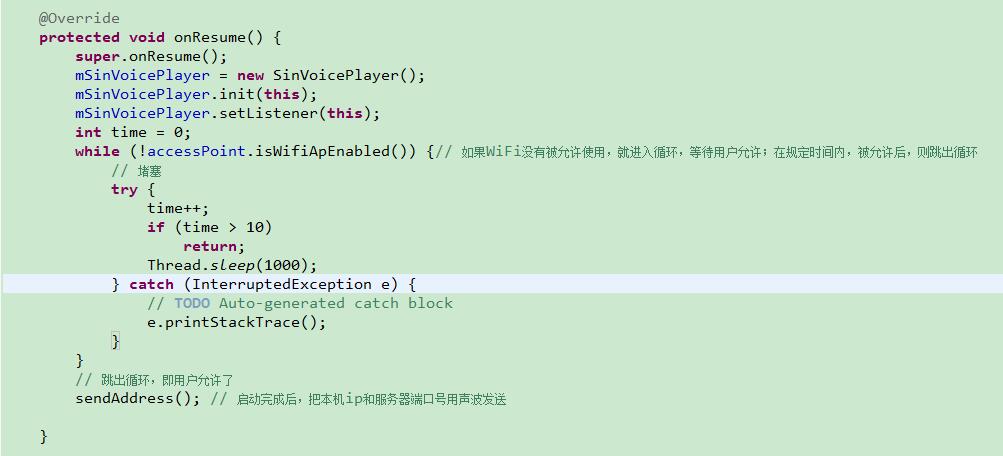 @Override
protected void onResume() {
super.onResume();
mSinVoicePlayer = new SinVoicePlayer();
mSinVoicePlayer.init(this);
mSinVoicePlayer.setListener(this);
int time = 0;
while (!accessPoint.isWifiApEnabled()) {// 如果WiFi没有被允许使用，就进入循环，等待用户允许；在规定时间内，被允许后，则跳出循环
// 堵塞
try {
time++;
if (time > 10)
return;
Thread.sleep(1000);
} catch (InterruptedException e) {
// TODO Auto-generated catch block
e.printStackTrace();
}
}
// 跳出循环，即用户允许了
sendAddress(); // 启动完成后，把本机ip和服务器端口号用声波发送
}